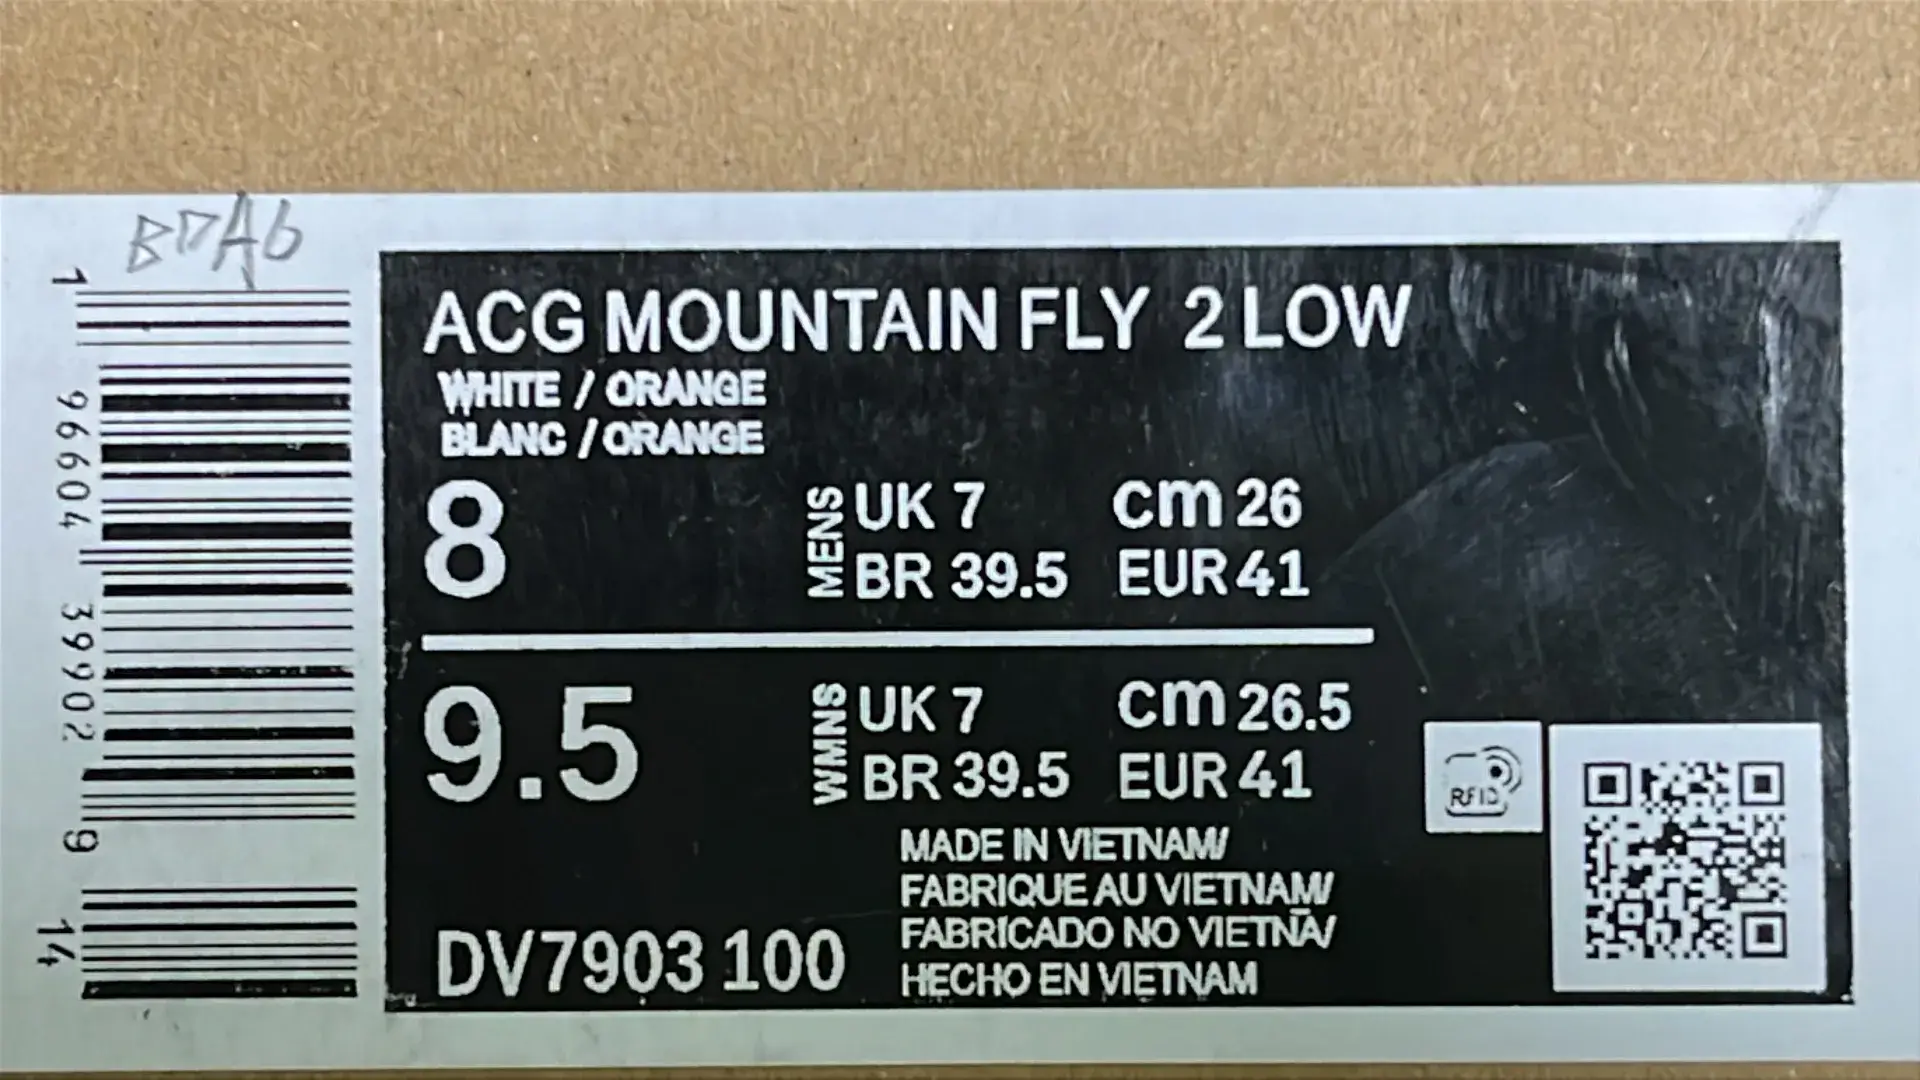 BDA6
1 96604 39902 9 14
ACG MOUNTAIN FLY 2 LOW
WHITE / ORANGE
BLANC / ORANGE
8
MENS
UK 7 cm 26
BR 39.5 EUR 41
9.5
WMNS
UK 7 cm 26.5
BR 39.5 EUR 41
RFID
MADE IN VIETNAM/
FABRIQUE AU VIETNAM/
FABRICADO NO VIETNÃ/
HECHO EN VIETNAM
DV7903 100